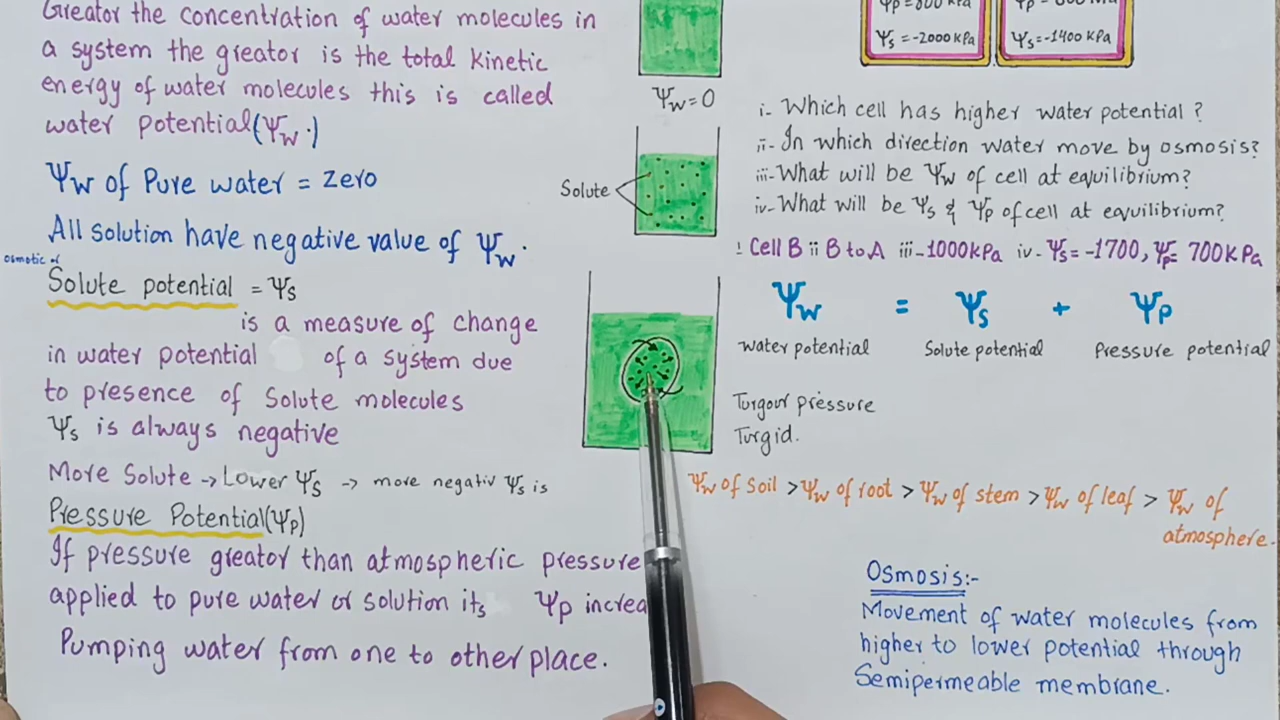 Greator the concentration of water molecules in
a system the greator is the total kinetic
energy of water molecules this is called
water potential (Ψw.)
Ψw of Pure water = zero
All solution have negative value of Ψw.
osmotic
Solute potential = Ψs
is a measure of change
in water potential of a system due
to presence of Solute molecules
Ψs is always negative
More Solute → Lower Ψs → more negativ Ψs is
Pressure Potential (Ψp)
If pressure greator than atmospheric pressure
applied to pure water or solution its Ψp increa
Pumping water from one to other place.
Ψw = 0
Solute
Ψs = -2000 kPa
Ψs = -1400 kPa
i- Which cell has higher water potential ?
ii- In which direction water move by osmosis?
iii- What will be Ψw of cell at equilibrium?
iv- What will be Ψs & Ψp of cell at equilibrium?
i Cell B ii B to A iii -1000kPa iv- Ψs = -1700, Ψp = 700kPa
Ψw = Ψs + Ψp
Water potential Solute potential Pressure potential
Turgour pressure
Turgid.
Ψw of soil > Ψw of root > Ψw of stem > Ψw of leaf > Ψw of
atmosphere.
Osmosis:-
Movement of water molecules from
higher to lower potential through
Semipermeable membrane.